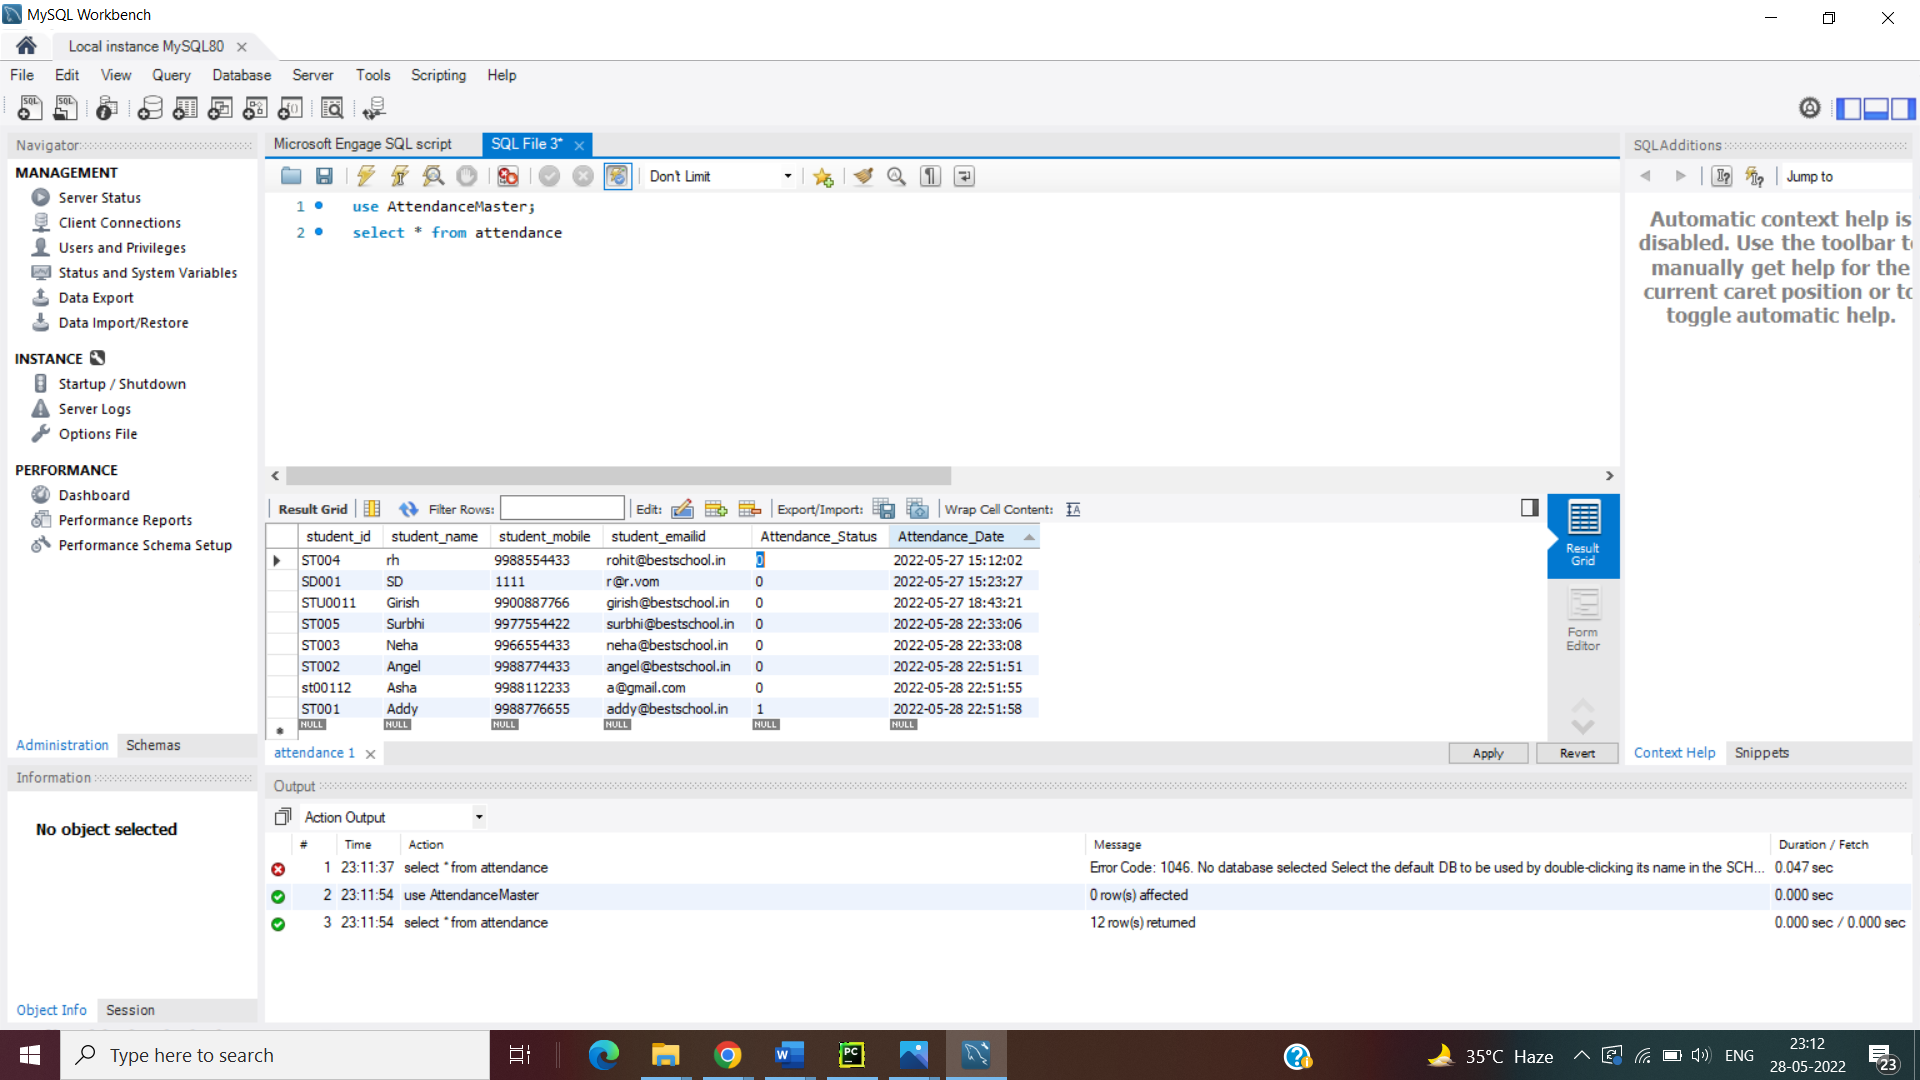 MySQL Workbench
Local instance MySQL80
File Edit View Query Database Server Tools Scripting Help
Navigator
MANAGEMENT
Server Status
Client Connections
Users and Privileges
Status and System Variables
Data Export
Data Import/Restore
INSTANCE
Startup / Shutdown
Server Logs
Options File
PERFORMANCE
Dashboard
Performance Reports
Performance Schema Setup
Administration Schemas
Information
No object selected
Object Info Session
Microsoft Engage SQL script SQL File 3*
Don't Limit
1 use AttendanceMaster;
2 select * from attendance
Result Grid Filter Rows: Edit: Export/Import: Wrap Cell Content:
student_id student_name student_mobile student_emailid Attendance_Status Attendance_Date
ST004 rh 9988554433 rohit@bestschool.in 0 2022-05-27 15:12:02
SD001 SD 1111 r@r.vom 0 2022-05-27 15:23:27
STU0011 Girish 9900887766 girish@bestschool.in 0 2022-05-27 18:43:21
ST005 Surbhi 9977554422 surbhi@bestschool.in 0 2022-05-28 22:33:06
ST003 Neha 9966554433 neha@bestschool.in 0 2022-05-28 22:33:08
ST002 Angel 9988774433 angel@bestschool.in 0 2022-05-28 22:51:51
st00112 Asha 9988112233 a@gmail.com 0 2022-05-28 22:51:55
ST001 Addy 9988776655 addy@bestschool.in 1 2022-05-28 22:51:58
NULL NULL NULL NULL NULL NULL
Result
Grid
Form
Editor
attendance 1 Apply Revert
SQLAdditions
Jump to
Automatic context help is
disabled. Use the toolbar to
manually get help for the
current caret position or to
toggle automatic help.
Context Help Snippets
Output
Action Output
# Time Action Message Duration / Fetch
1 23:11:37 select * from attendance Error Code: 1046. No database selected Select the default DB to be used by double-clicking its name in the SCH... 0.047 sec
2 23:11:54 use AttendanceMaster 0 row(s) affected 0.000 sec
3 23:11:54 select * from attendance 12 row(s) returned 0.000 sec / 0.000 sec
Type here to search
35°C Haze
ENG
23:12
28-05-2022
23